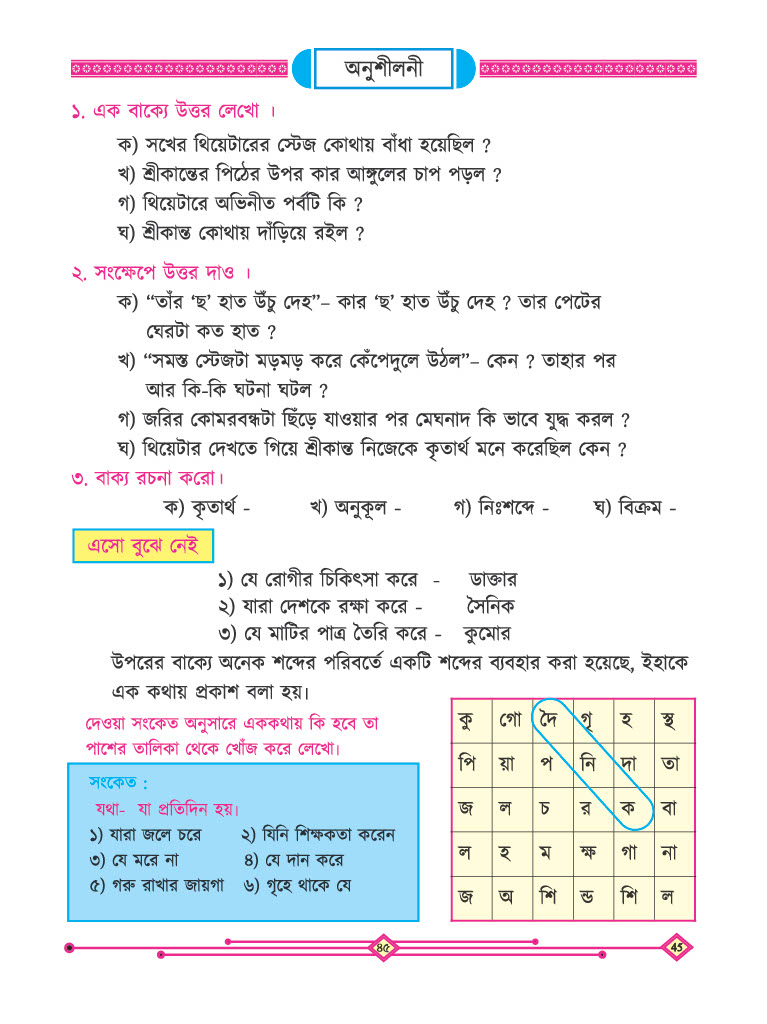 অনুশীলনী
১. এক বাক্যে উত্তর লেখো ।
ক) সখের থিয়েটারের স্টেজ কোথায় বাঁধা হয়েছিল ?
খ) শ্রীকান্তের পিঠের উপর কার আঙ্গুলের চাপ পড়ল ?
গ) থিয়েটারে অভিনীত পর্বটি কি ?
ঘ) শ্রীকান্ত কোথায় দাঁড়িয়ে রইল ?
২. সংক্ষেপে উত্তর দাও ।
ক) “তাঁর ‘ছ’ হাত উঁচু দেহ”– কার ‘ছ’ হাত উঁচু দেহ ? তার পেটের
ঘেরটা কত হাত ?
খ) “সমস্ত স্টেজটা মড়মড় করে কেঁপেদুলে উঠল”– কেন ? তাহার পর
আর কি-কি ঘটনা ঘটল ?
গ) জরির কোমরবন্ধটা ছিঁড়ে যাওয়ার পর মেঘনাদ কি ভাবে যুদ্ধ করল ?
ঘ) থিয়েটার দেখতে গিয়ে শ্রীকান্ত নিজেকে কৃতার্থ মনে করেছিল কেন ?
৩. বাক্য রচনা করো।
ক) কৃতার্থ - খ) অনুকূল - গ) নিঃশব্দে - ঘ) বিক্রম -
এসো বুঝে নেই
১) যে রোগীর চিকিৎসা করে - ডাক্তার
২) যারা দেশকে রক্ষা করে - সৈনিক
৩) যে মাটির পাত্র তৈরি করে - কুমোর
উপরের বাক্যে অনেক শব্দের পরিবর্তে একটি শব্দের ব্যবহার করা হয়েছে, ইহাকে
এক কথায় প্রকাশ বলা হয়।
দেওয়া সংকেত অনুসারে এককথায় কি হবে তা
পাশের তালিকা থেকে খোঁজ করে লেখো।
সংকেত :
যথা- যা প্রতিদিন হয়।
১) যারা জলে চরে ২) যিনি শিক্ষকতা করেন
৩) যে মরে না ৪) যে দান করে
৫) গরু রাখার জায়গা ৬) গৃহে থাকে যে
কু গো দৈ গৃ হ স্থ
পি য়া প নি দা তা
জ ল চ র ক বা
ল হ ম ক্ষ গা না
জ অ শি ন্ড শি ল
৪৫
45